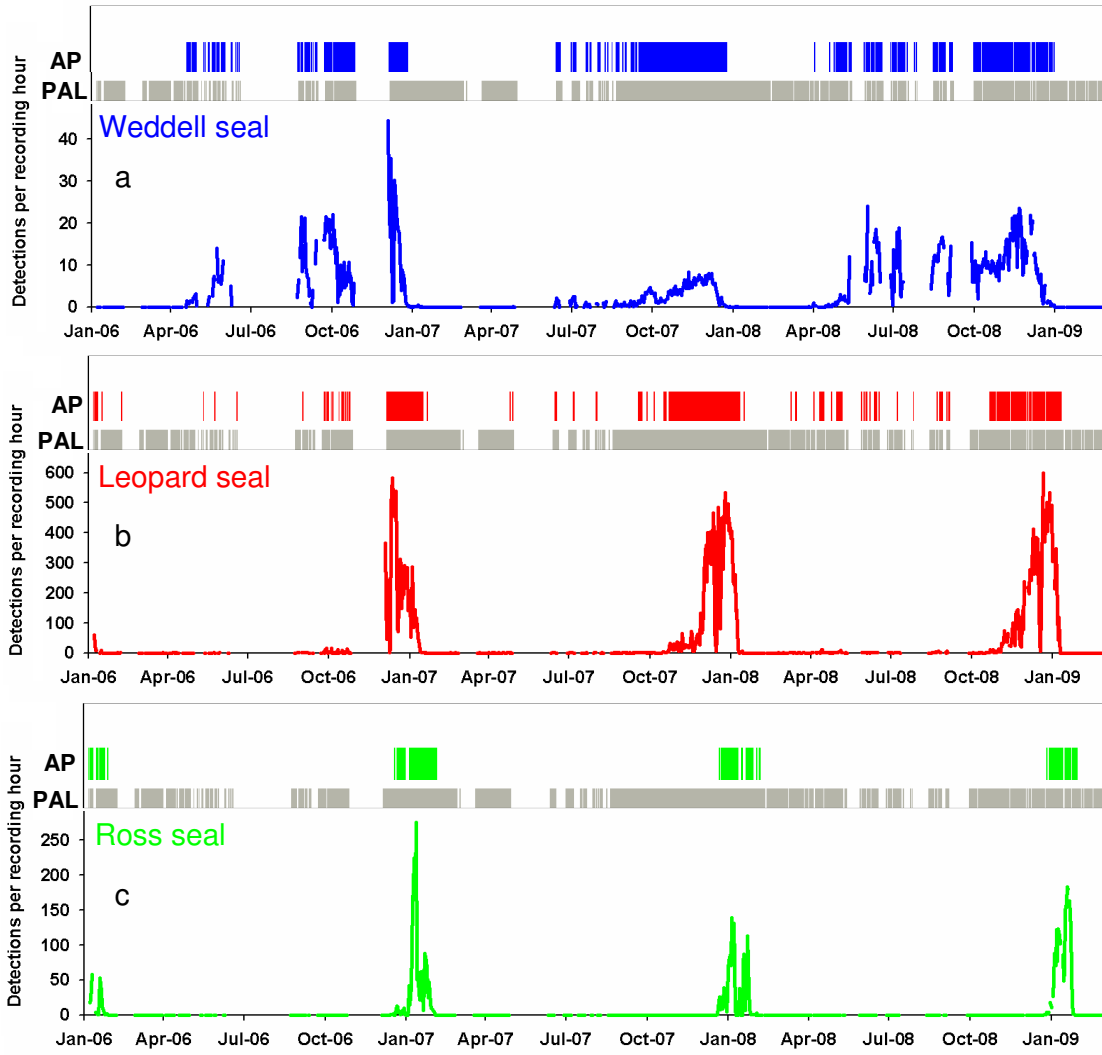 AP
PAL
Detections per recording hour
Weddell seal
a
40
30
20
10
0
Jan-06 Apr-06 Jul-06 Oct-06 Jan-07 Apr-07 Jul-07 Oct-07 Jan-08 Apr-08 Jul-08 Oct-08 Jan-09
AP
PAL
Detections per recording hour
Leopard seal
b
600
500
400
300
200
100
0
Jan-06 Apr-06 Jul-06 Oct-06 Jan-07 Apr-07 Jul-07 Oct-07 Jan-08 Apr-08 Jul-08 Oct-08 Jan-09
AP
PAL
Detections per recording hour
Ross seal
c
250
200
150
100
50
0
Jan-06 Apr-06 Jul-06 Oct-06 Jan-07 Apr-07 Jul-07 Oct-07 Jan-08 Apr-08 Jul-08 Oct-08 Jan-09